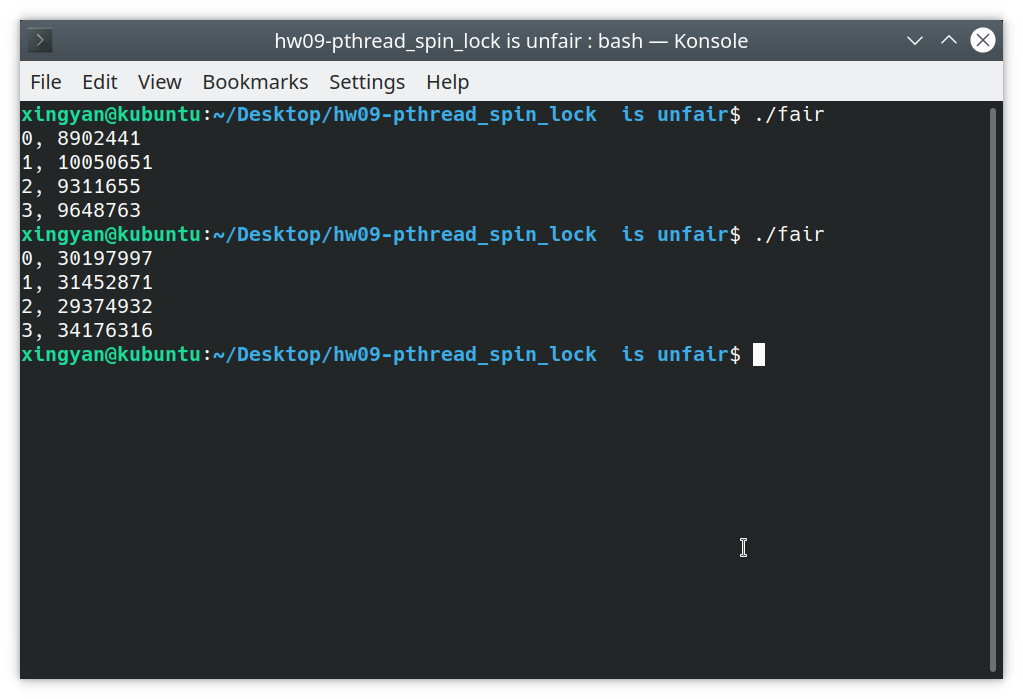 hw09-pthread_spin_lock is unfair : bash — Konsole
File Edit View Bookmarks Settings Help
xingyan@kubuntu:~/Desktop/hw09-pthread_spin_lock  is unfair$ ./fair
0, 8902441
1, 10050651
2, 9311655
3, 9648763
xingyan@kubuntu:~/Desktop/hw09-pthread_spin_lock  is unfair$ ./fair
0, 30197997
1, 31452871
2, 29374932
3, 34176316
xingyan@kubuntu:~/Desktop/hw09-pthread_spin_lock  is unfair$